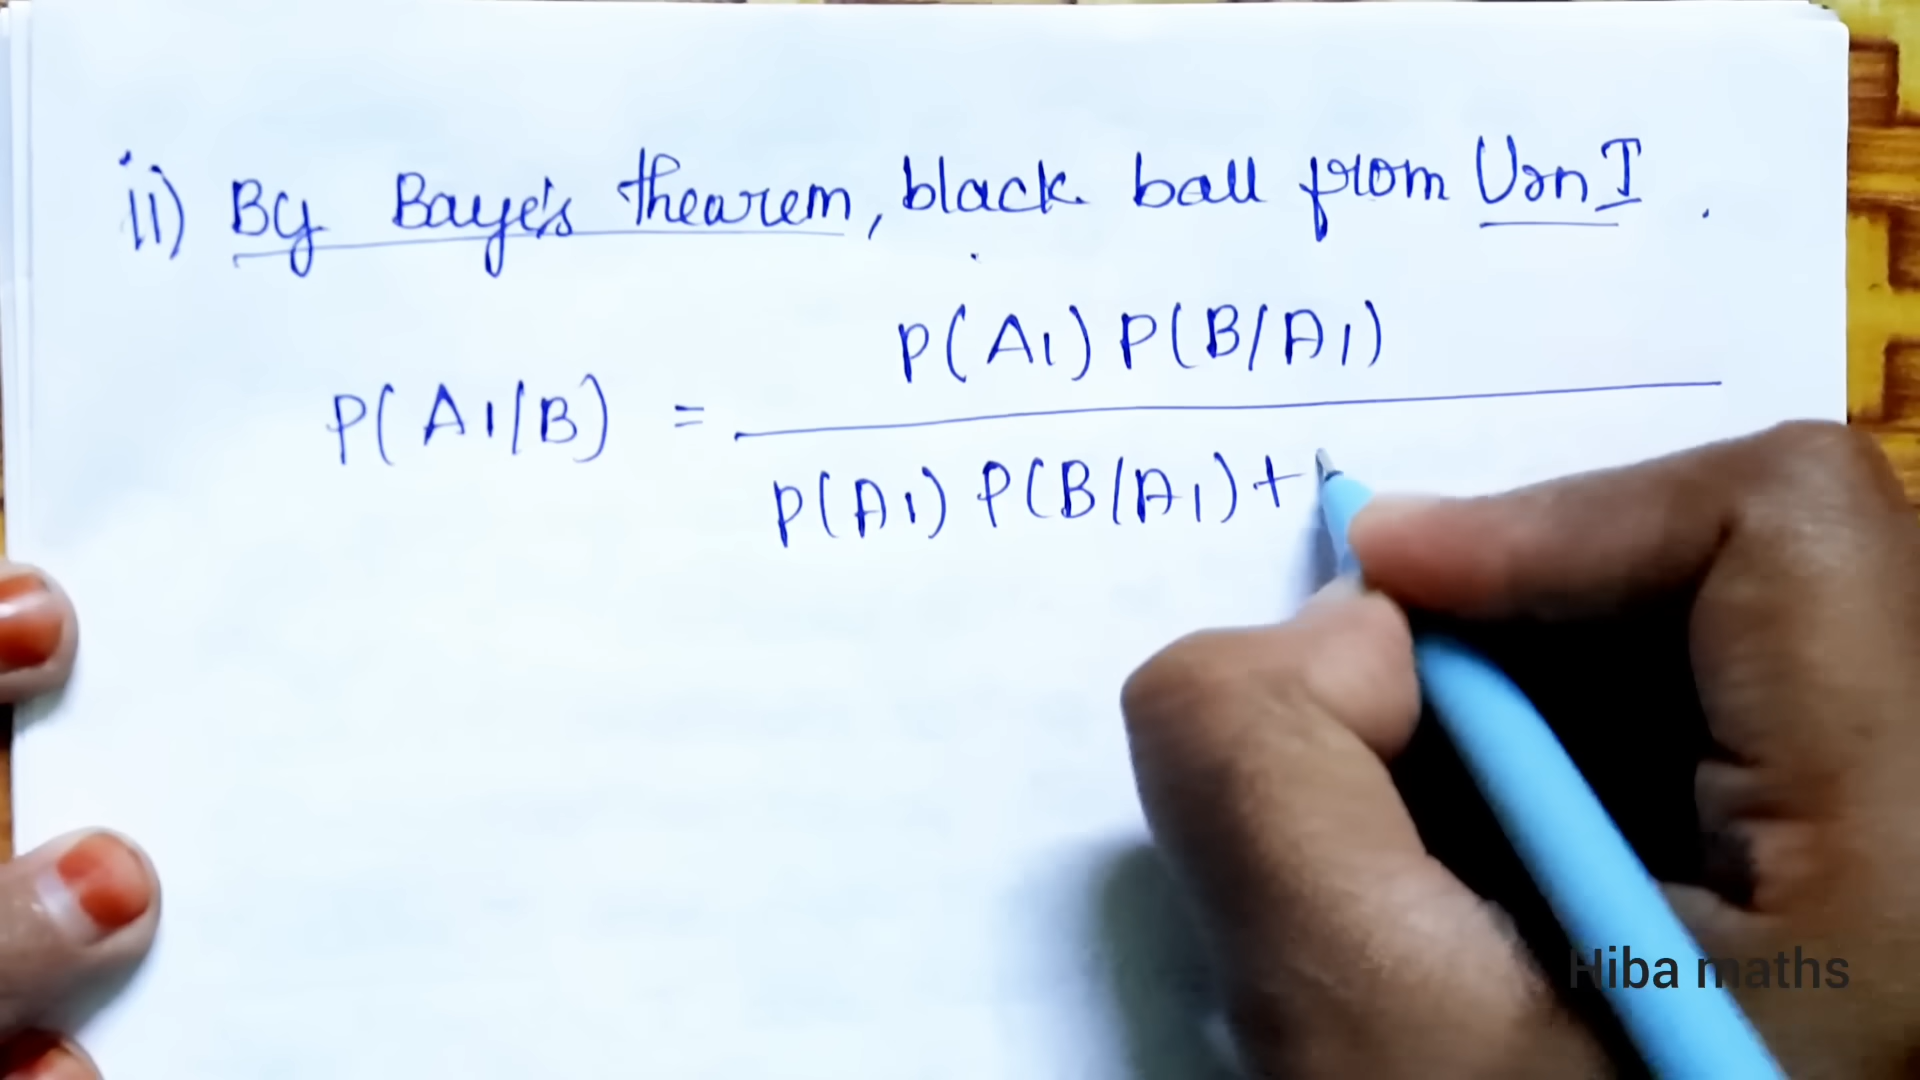 ii) By Baye's thearem, black ball from Urn I.
P(A1)P(B/A1)
P(A1/B) =
P(A1) P(B/A1)+
Hiba maths